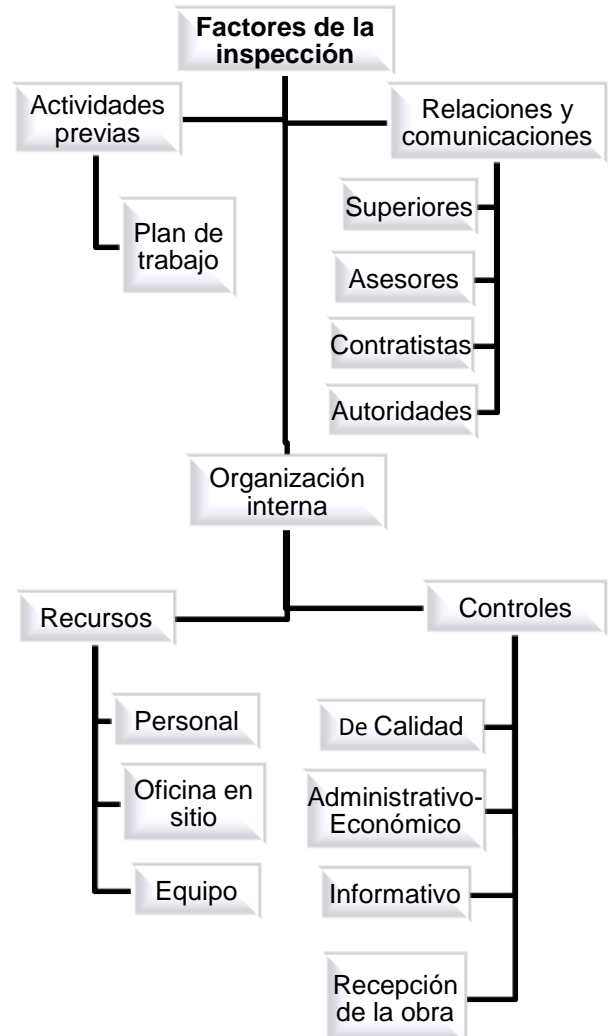 Factores de la
inspección
Actividades
previas
Plan de
trabajo
Relaciones y
comunicaciones
Superiores
Asesores
Contratistas
Autoridades
Organización
interna
Recursos
Personal
Oficina en
sitio
Equipo
Controles
De Calidad
Administrativo-
Económico
Informativo
Recepción
de la obra